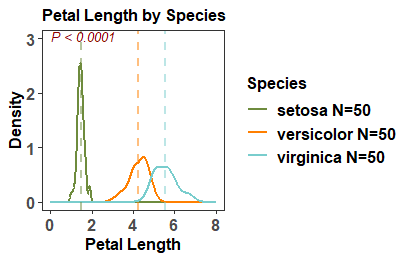 Petal Length by Species
P < 0.0001
3
2
1
0
Density
0 2 4 6 8
Petal Length
Species
setosa N=50
versicolor N=50
virginica N=50